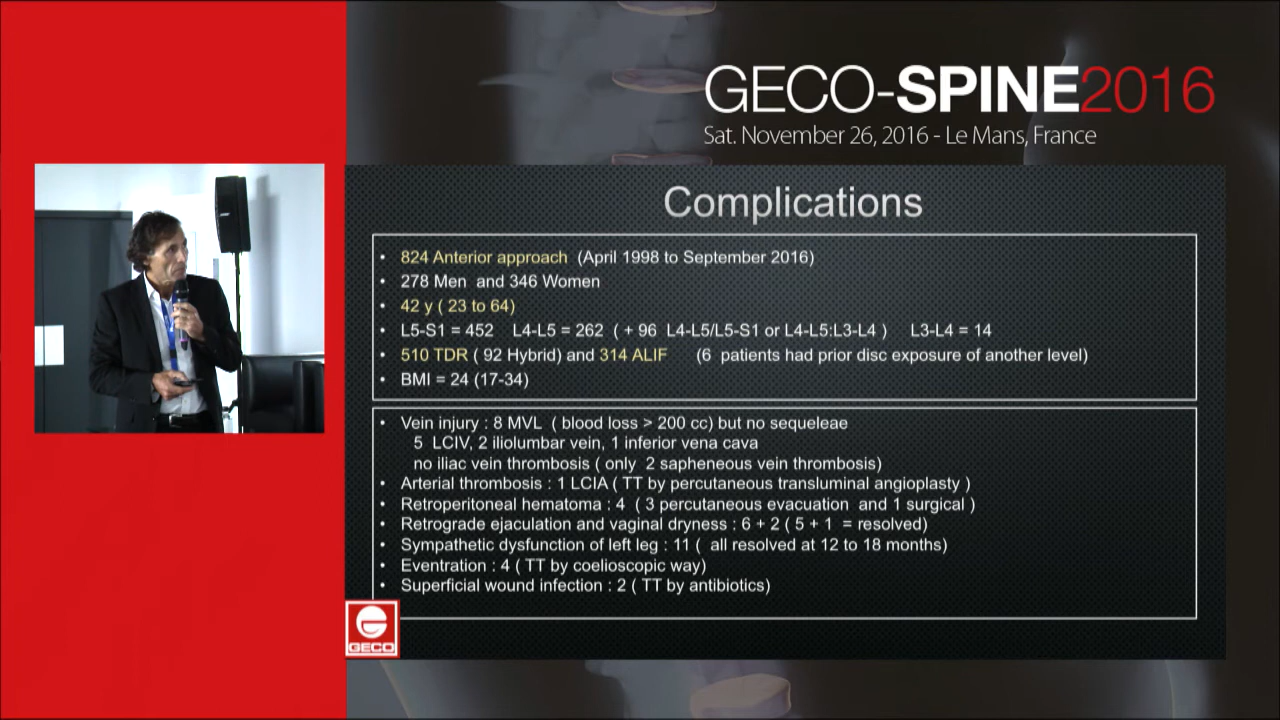 GECO-SPINE2016
Sat. November 26, 2016 - Le Mans, France
Complications
• 824 Anterior approach (April 1998 to September 2016)
• 278 Men and 346 Women
• 42 y ( 23 to 64)
• L5-S1 = 452 L4-L5 = 262 ( + 96 L4-L5/L5-S1 or L4-L5:L3-L4 ) L3-L4 = 14
• 510 TDR ( 92 Hybrid) and 314 ALIF (6 patients had prior disc exposure of another level)
• BMI = 24 (17-34)
• Vein injury : 8 MVL ( blood loss > 200 cc) but no sequeleae
5 LCIV, 2 iliolumbar vein, 1 inferior vena cava
no iliac vein thrombosis ( only 2 sapheneous vein thrombosis)
• Arterial thrombosis : 1 LCIA ( TT by percutaneous transluminal angioplasty )
• Retroperitoneal hematoma : 4 ( 3 percutaneous evacuation and 1 surgical )
• Retrograde ejaculation and vaginal dryness : 6 + 2 ( 5 + 1 = resolved)
• Sympathetic dysfunction of left leg : 11 ( all resolved at 12 to 18 months)
• Eventration : 4 ( TT by coelioscopic way)
• Superficial wound infection : 2 ( TT by antibiotics)
GECO